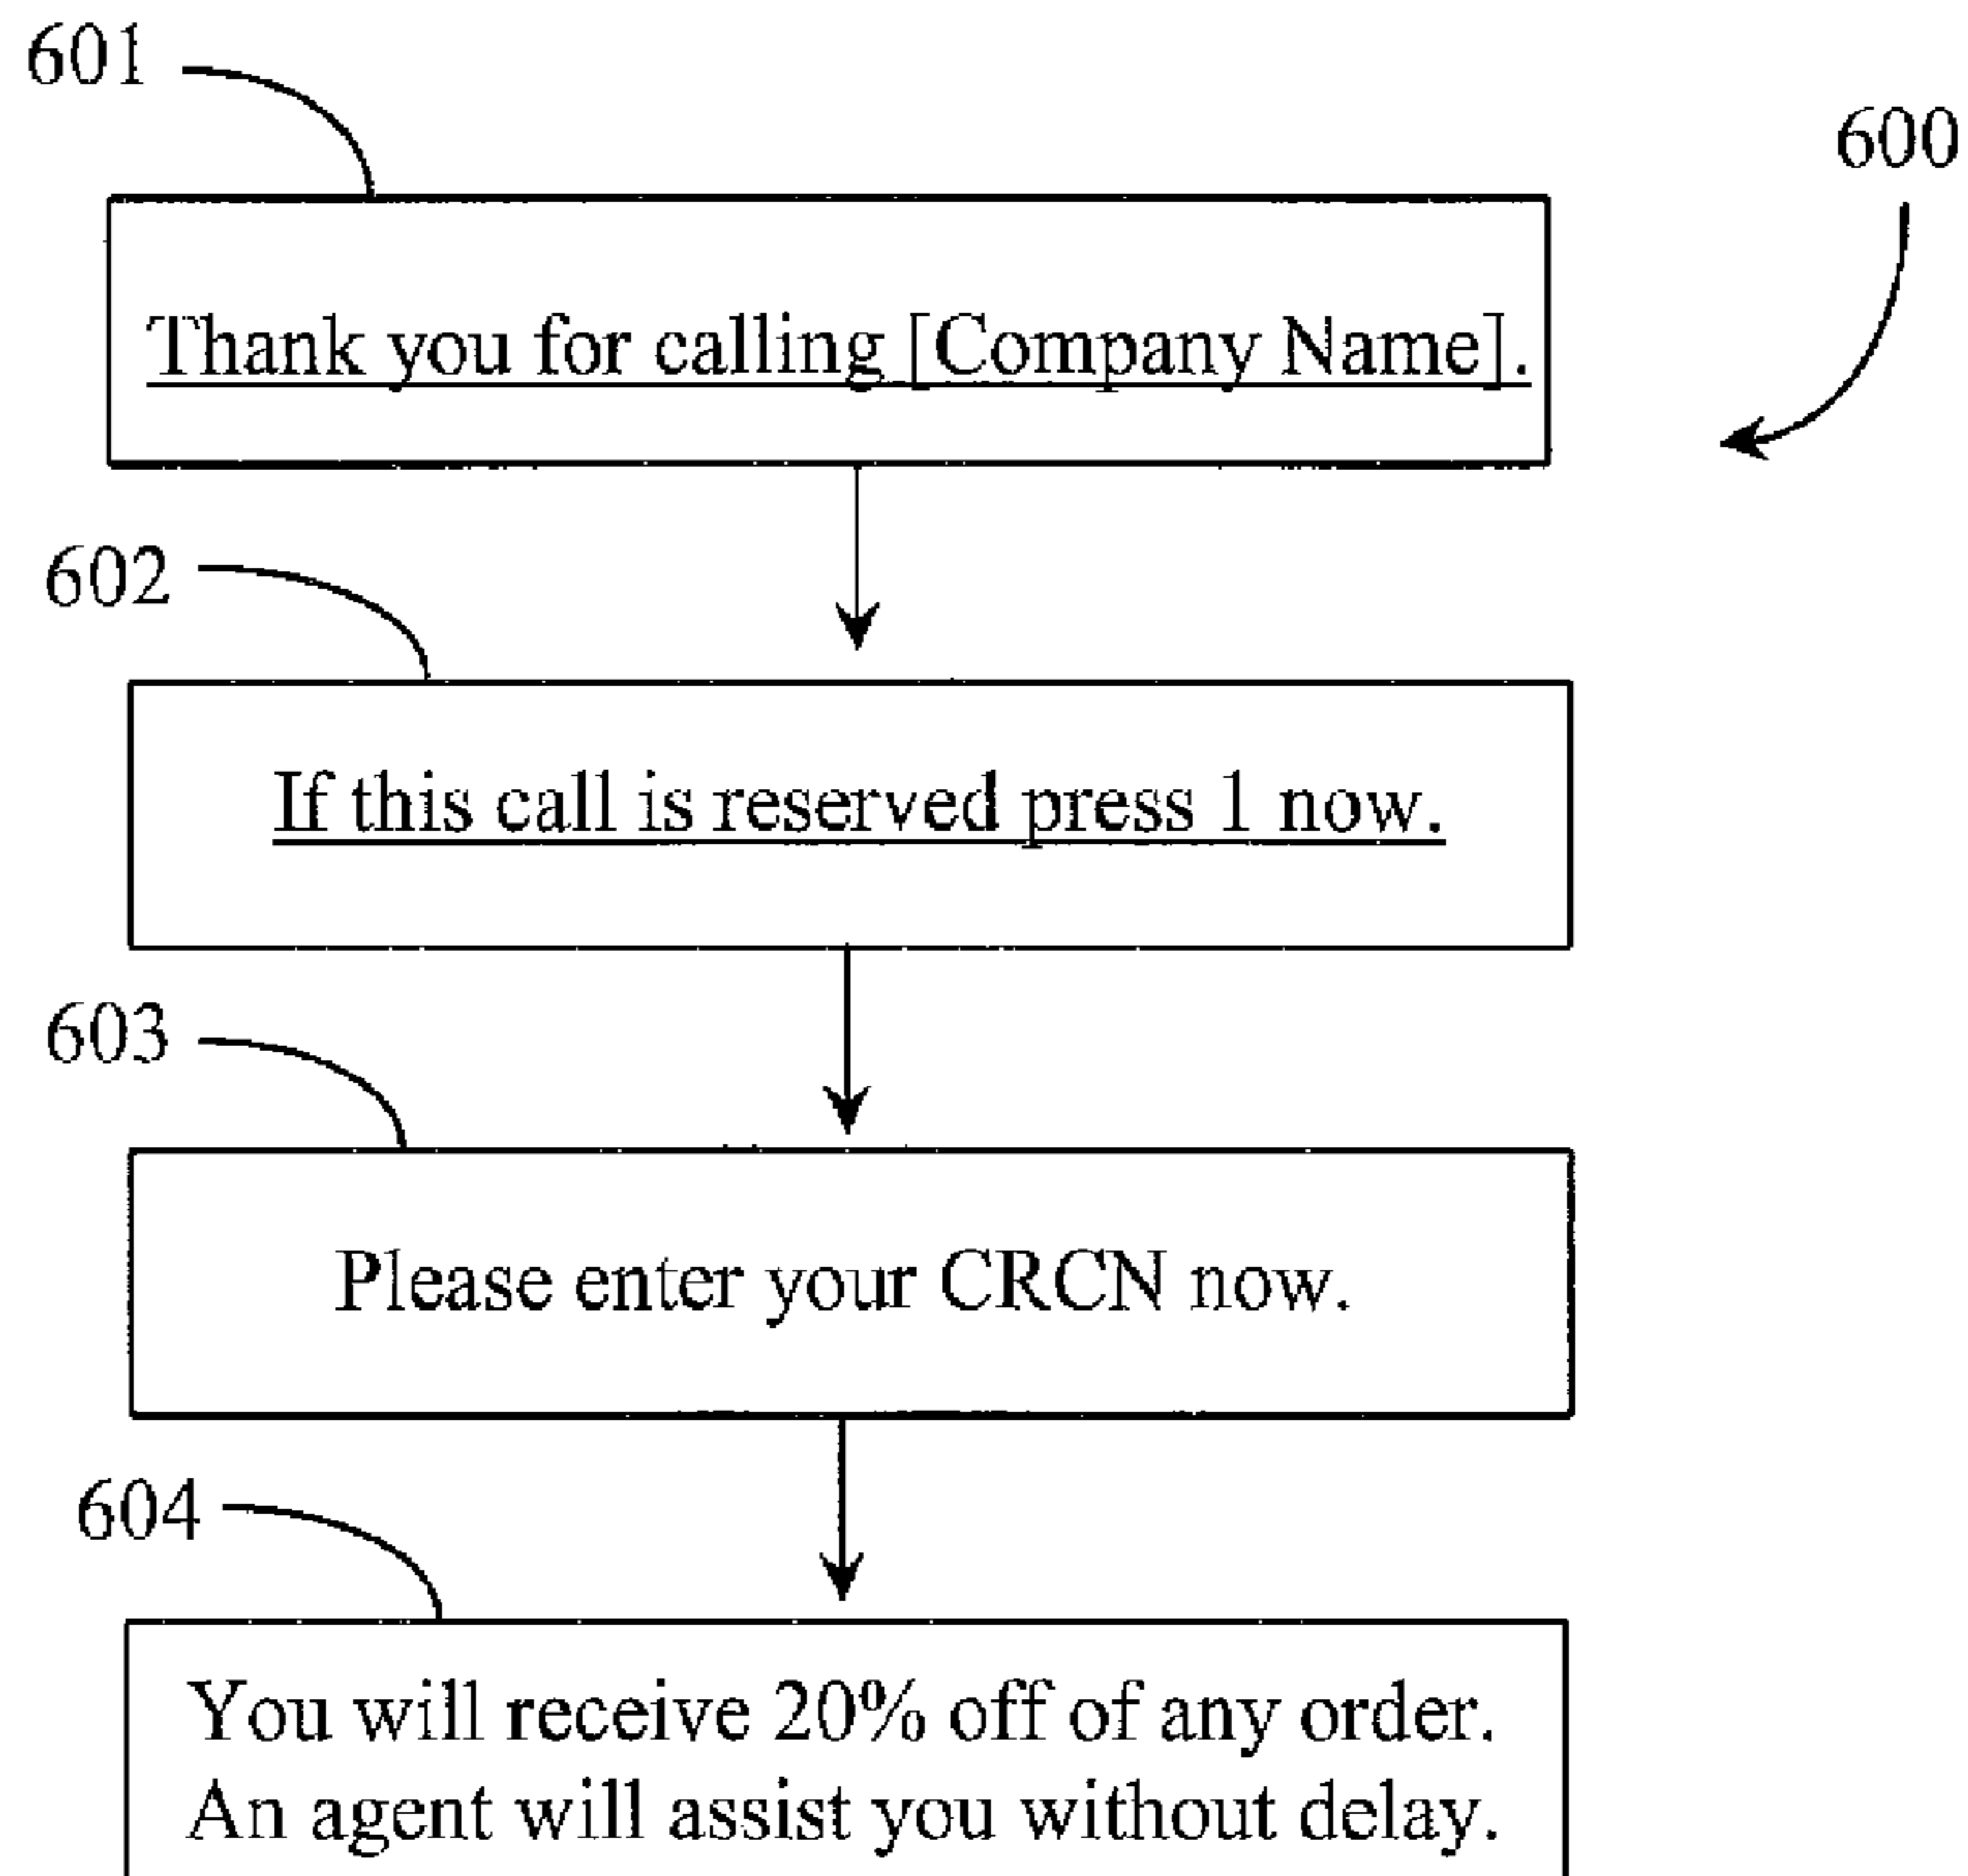 601
600
Thank you for calling [Company Name].
602
If this call is reserved press 1 now.
603
Please enter your CRCN now.
604
You will receive 20% off of any order.
An agent will assist you without delay.